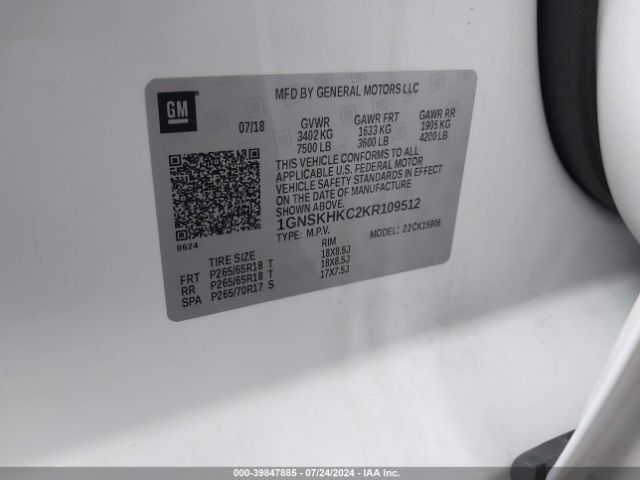 MFD BY GENERAL MOTORS LLC
GM
07/18
GVWR GAWR FRT GAWR RR
3402 KG 1633 KG 1905 KG
7500 LB 3600 LB 4200 LB
THIS VEHICLE CONFORMS TO ALL
APPLICABLE U.S. FEDERAL MOTOR
VEHICLE SAFETY STANDARDS IN EFFECT
ON THE DATE OF MANUFACTURE
SHOWN ABOVE.
1GNSKHKC2KR109512
TYPE: M.P.V. MODEL: 22CK15906
0624
TIRE SIZE RIM
FRT P265/65R18 T 18X8.5J
RR P265/65R18 T 18X8.5J
SPA P265/70R17 S 17X7.5J
000-39847885 - 07/24/2024 - IAA Inc.